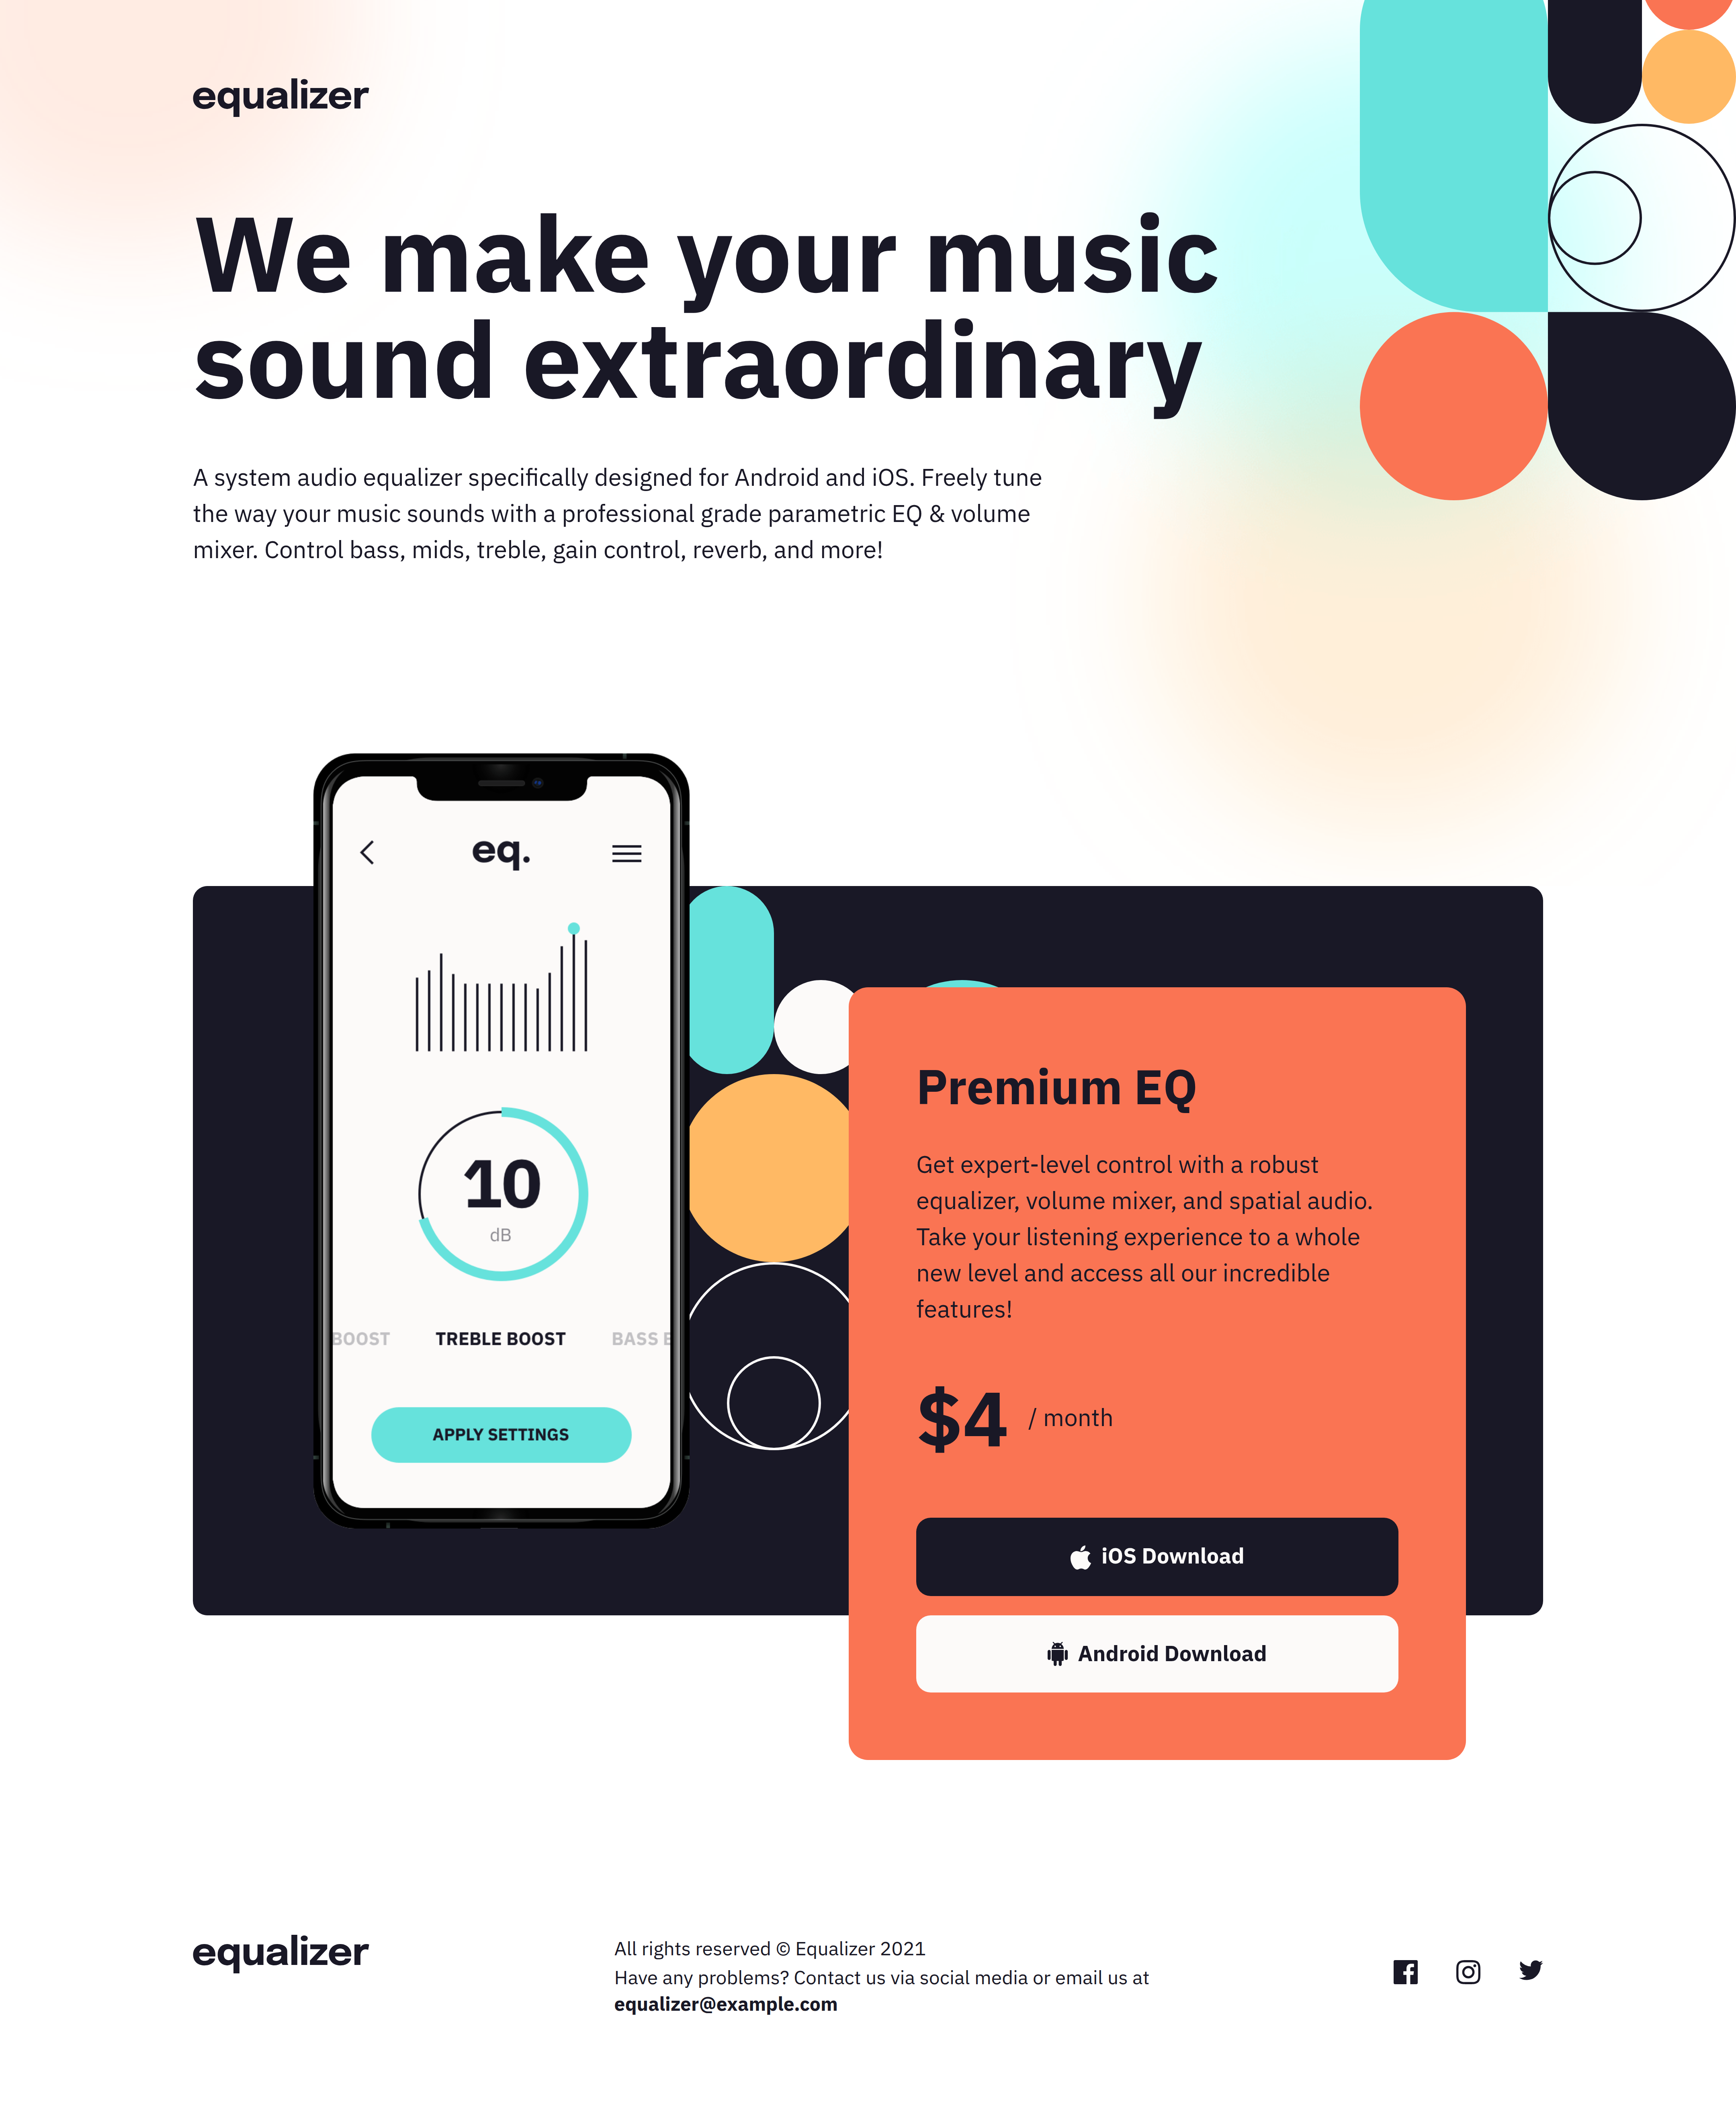 equalizer
We make your music
sound extraordinary
A system audio equalizer specifically designed for Android and iOS. Freely tune
the way your music sounds with a professional grade parametric EQ & volume
mixer. Control bass, mids, treble, gain control, reverb, and more!
eq.
10
dB
BOOST TREBLE BOOST BASS
APPLY SETTINGS
Premium EQ
Get expert-level control with a robust
equalizer, volume mixer, and spatial audio.
Take your listening experience to a whole
new level and access all our incredible
features!
$4 / month
iOS Download
Android Download
equalizer
All rights reserved © Equalizer 2021
Have any problems? Contact us via social media or email us at
equalizer@example.com